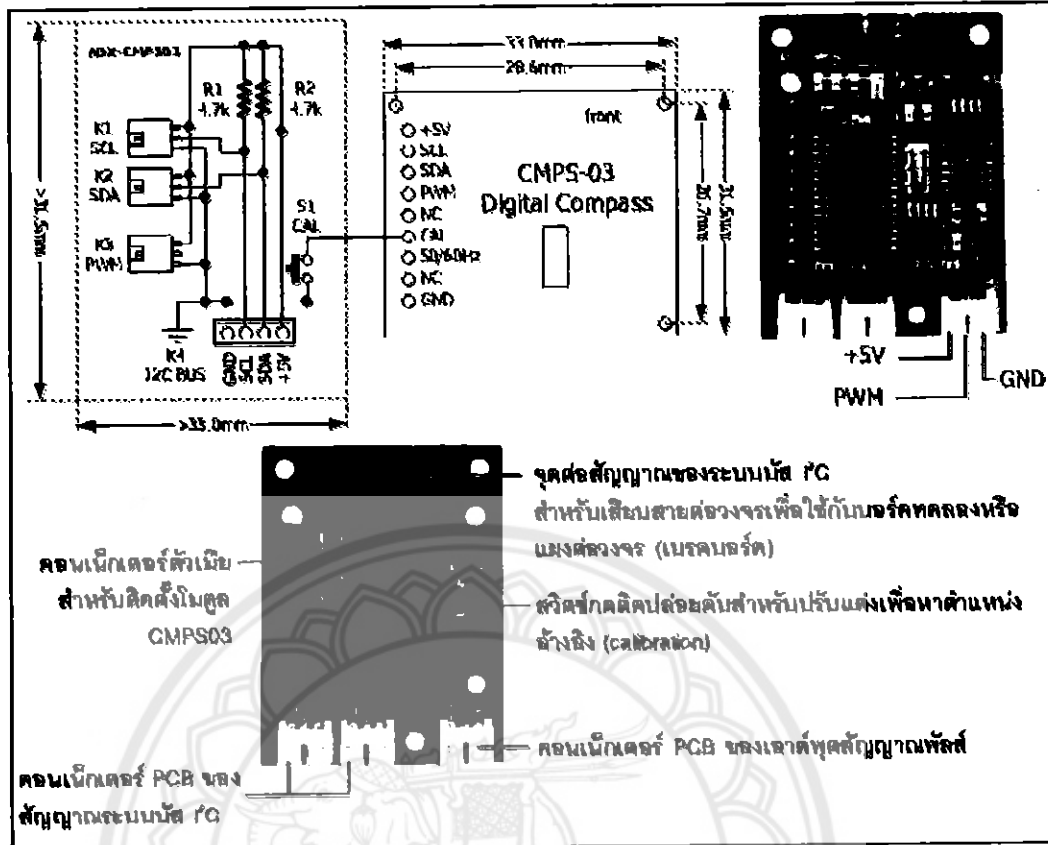 ADX-CMPS03
R1
4.7k
R2
4.7k
K1
SCL
K2
SDA
K3
PWM
S1
CAL
K4
I2C BUS
GND
SCL
SDA
+5V
>33.0mm
33.0mm
28.6mm
front
+5V
SCL
SDA
PWM
NC
CAL
50/60Hz
NC
GND
CMPS-03
Digital Compass
26.7mm
31.5mm
+5V
PWM
GND
จุดต่อสัญญาณของระบบบัส I²C
สำหรับเสียบสายต่อวงจรเพื่อใช้กับบอร์ดทดลองหรือ
แผงต่อวงจร (เบรดบอร์ด)
คอนเน็กเตอร์ตัวเมีย
สำหรับติดตั้งโมดูล
CMPS03
สวิตช์กดติดปล่อยดับสำหรับปรับแต่งเพื่อหาตำแหน่ง
อ้างอิง (calibration)
คอนเน็กเตอร์ PCB ของเอาต์พุตสัญญาณพัลส์
คอนเน็กเตอร์ PCB ของ
สัญญาณระบบบัส I²C